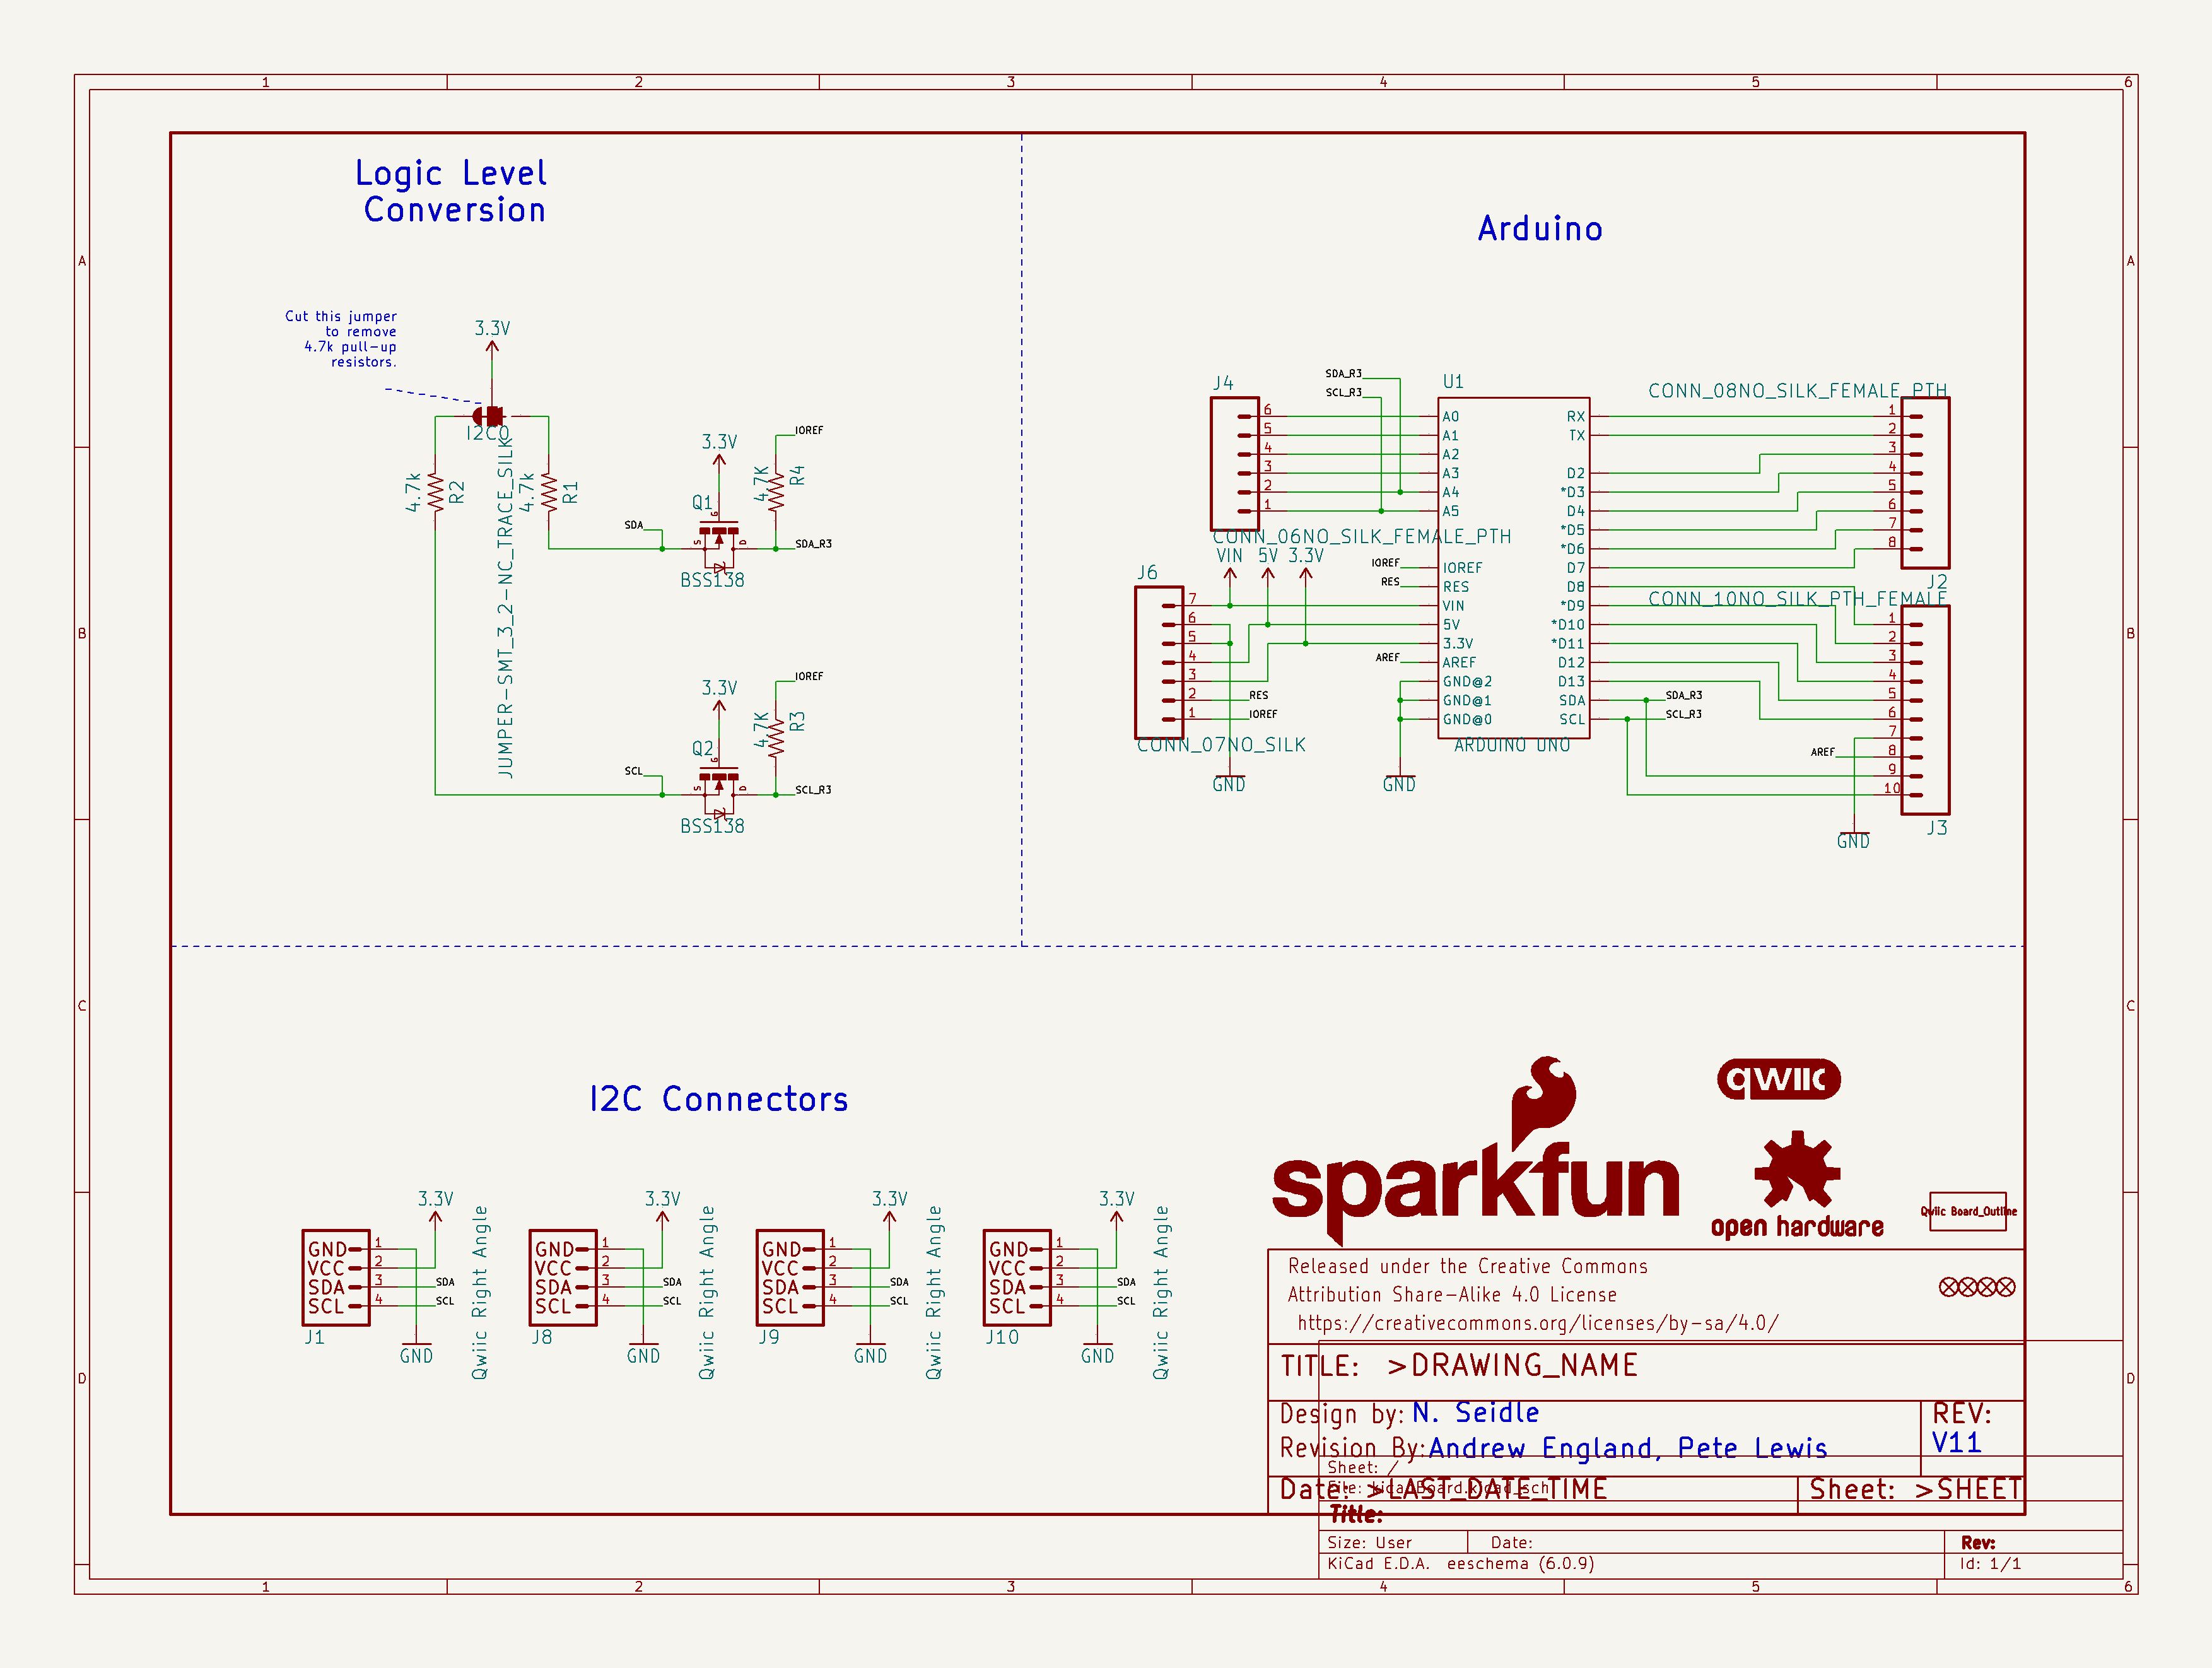 1 2 3 4 5 6
A A
B B
C C
D D
Logic Level
Conversion
Cut this jumper
to remove
4.7k pull-up
resistors.
3.3V
I2C0
JUMPER-SMT_3_2-NC_TRACE_SILK
4.7k R2
4.7k R1
3.3V
IOREF
Q1
G
S D
4.7K R4
SDA
SDA_R3
BSS138
3.3V
IOREF
Q2
G
S D
4.7K R3
SCL
SCL_R3
BSS138
Arduino
J4
6
5
4
3
2
1
CONN_06NO_SILK_FEMALE_PTH
SDA_R3
SCL_R3
U1
A0 RX
A1 TX
A2
A3 D2
A4 *D3
A5 D4
*D5
*D6
IOREF D7
RES D8
VIN *D9
5V *D10
3.3V *D11
AREF D12
GND@2 D13
GND@1 SDA
GND@0 SCL
ARDUINO UNO
IOREF
RES
AREF
VIN 5V 3.3V
J6
7
6
5
4
3
2
1
RES
IOREF
CONN_07NO_SILK
GND
GND
CONN_08NO_SILK_FEMALE_PTH
1
2
3
4
5
6
7
8
J2
CONN_10NO_SILK_PTH_FEMALE
1
2
3
4
5
6
7
8
9
10
J3
SDA_R3
SCL_R3
AREF
GND
I2C Connectors
3.3V
GND 1
VCC 2
SDA 3 SDA
SCL 4 SCL
J1
GND
Qwiic Right Angle
3.3V
GND 1
VCC 2
SDA 3 SDA
SCL 4 SCL
J8
GND
Qwiic Right Angle
3.3V
GND 1
VCC 2
SDA 3 SDA
SCL 4 SCL
J9
GND
Qwiic Right Angle
3.3V
GND 1
VCC 2
SDA 3 SDA
SCL 4 SCL
J10
GND
Qwiic Right Angle
sparkfun
qwiic
open hardware
Qwiic Board_Outline
Released under the Creative Commons
Attribution Share-Alike 4.0 License
https://creativecommons.org/licenses/by-sa/4.0/
TITLE: >DRAWING_NAME
Design by: N. Seidle
REV:
V11
Revision By: Andrew England, Pete Lewis
Sheet: /
Date: >LAST_DATE_TIME
File: kicadBoard.kicad_sch
Sheet: >SHEET
Title:
Size: User Date: Rev:
KiCad E.D.A. eeschema (6.0.9) Id: 1/1
1 2 3 4 5 6